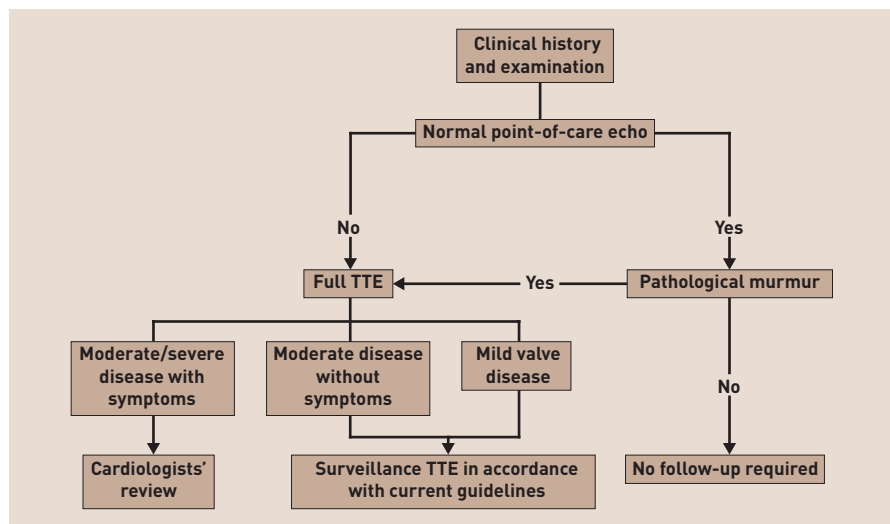 Clinical history
and examination
Normal point-of-care echo
No
Yes
Full TTE
Yes
Pathological murmur
Moderate/severe
disease with
symptoms
Moderate disease
without
symptoms
Mild valve
disease
No
Cardiologists’
review
Surveillance TTE in accordance
with current guidelines
No follow-up required